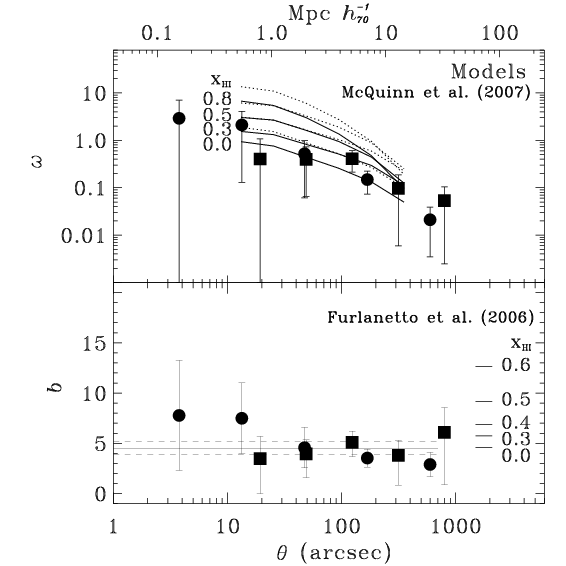 Mpc h₇₀⁻¹
0.1 1.0 10 100
Models
McQuinn et al. (2007)
x_HI
0.8
0.5
0.3
0.0
10
1.0
0.1
0.01
ω
Furlanetto et al. (2006)
x_HI
0.6
0.5
0.4
0.3
0.0
15
10
5
0
b
1 10 100 1000
θ (arcsec)